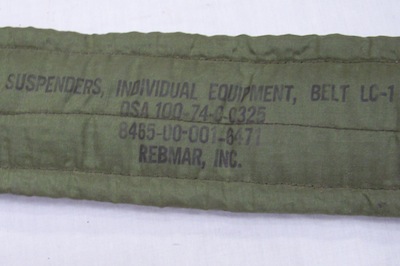 SUSPENDERS, INDIVIDUAL EQUIPMENT, BELT LC-1
DSA 100-74-C 0325
8465-00-001-6471
REBMAR, INC.